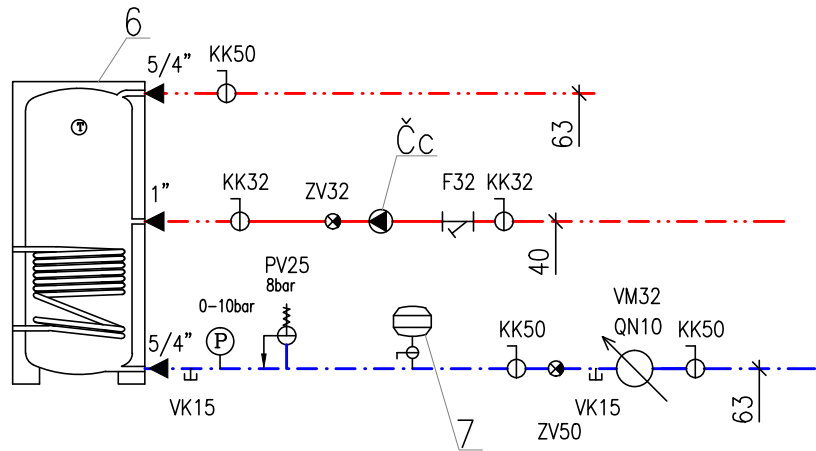 6
5/4”
KK50
T
63
Čc
1”
KK32
ZV32
F32
KK32
40
PV25
8bar
0-10bar
P
5/4”
VM32
QN10
KK50
KK50
VK15
VK15
ZV50
63
7